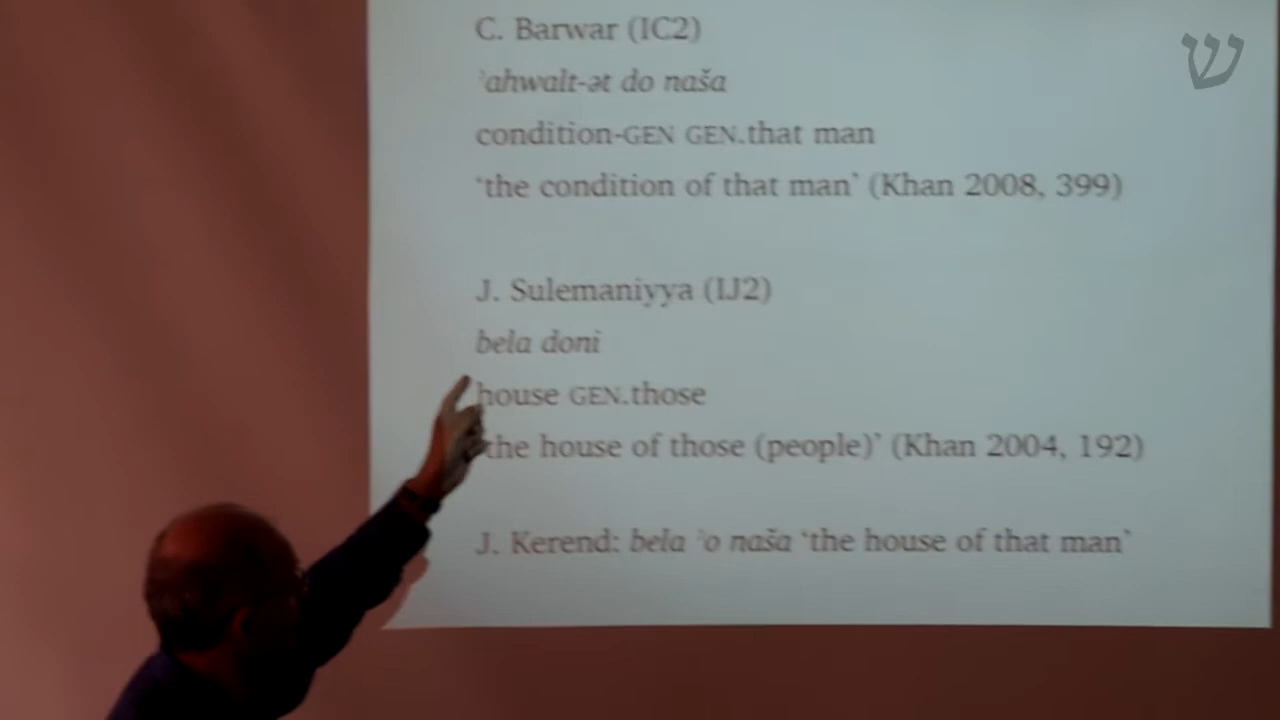 C. Barwar (IC2)
ש
ʾahwalt-ət do naša
condition-GEN GEN.that man
‘the condition of that man’ (Khan 2008, 399)
J. Sulemaniyya (IJ2)
bela doni
house GEN.those
‘the house of those (people)’ (Khan 2004, 192)
J. Kerend: bela ʾo naša ‘the house of that man’